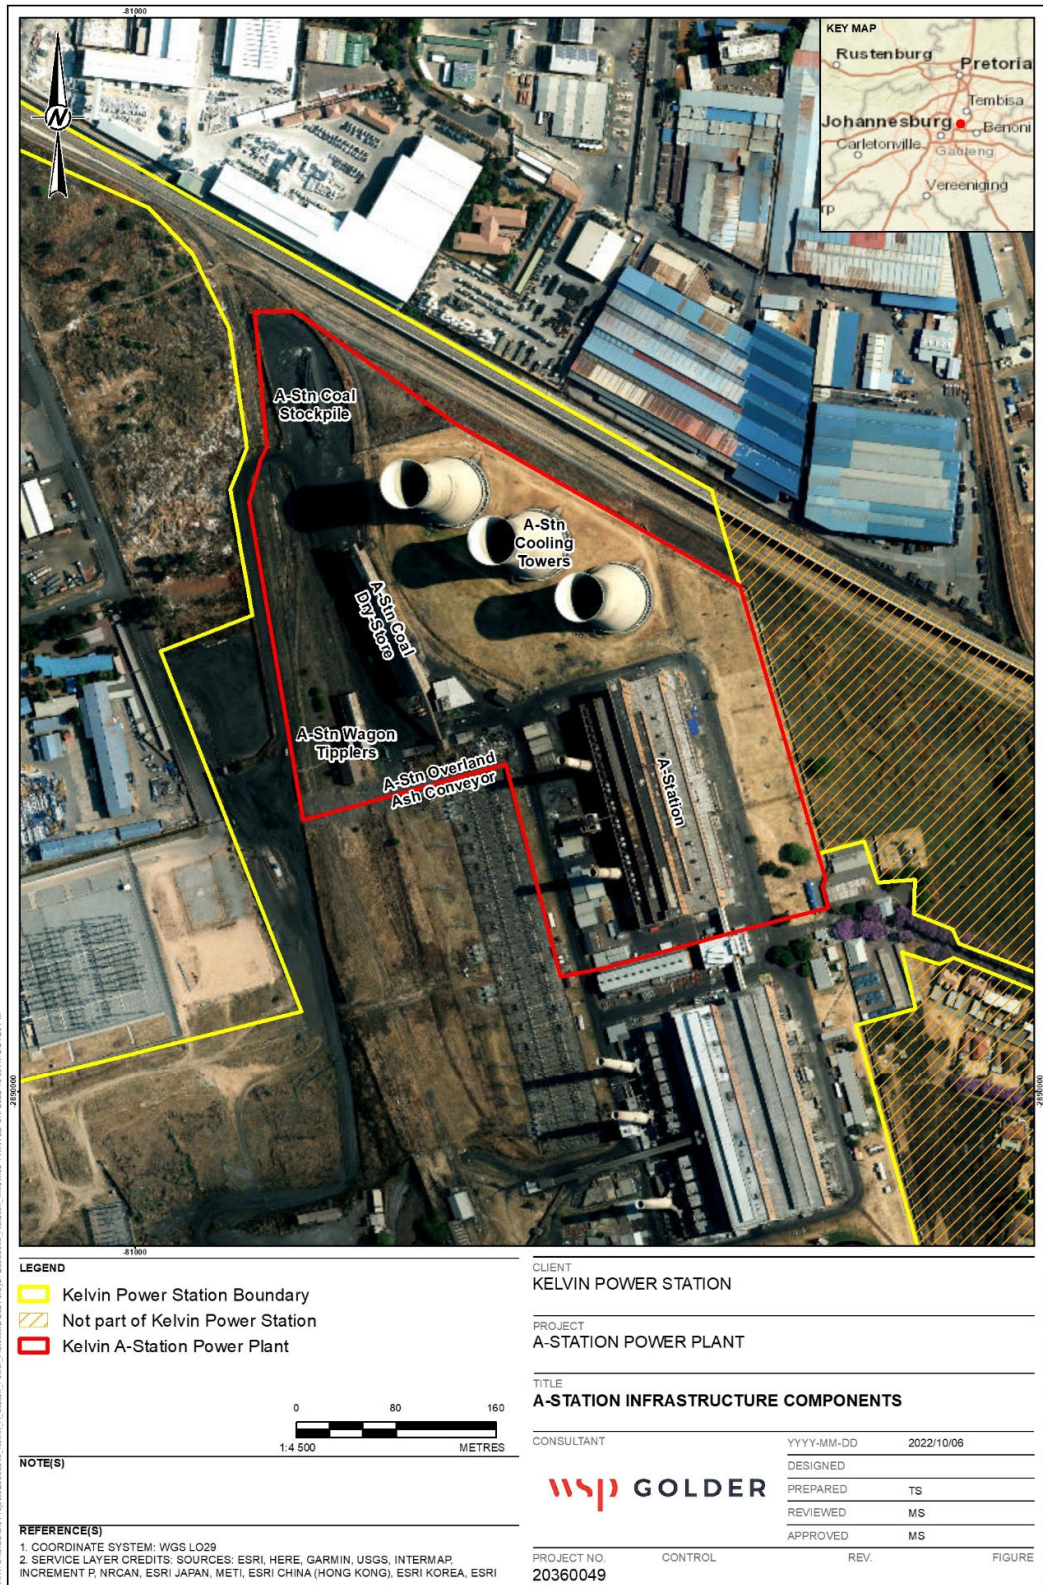 -81000
KEY MAP
Rustenburg
Pretoria
Tembisa
Johannesburg
Benoni
Carletonville
Gauteng
Vereeniging
rp
N
A-Stn Coal
Stockpile
A-Stn
Cooling
Towers
A-Stn Coal
Dry-Store
A-Stn Wagon
Tipplers
A-Stn Overland
Ash Conveyor
A-Station
-2890000
-2890000
-81000
LEGEND
Kelvin Power Station Boundary
Not part of Kelvin Power Station
Kelvin A-Station Power Plant
0 80 160
1:4 500 METRES
NOTE(S)
REFERENCE(S)
1. COORDINATE SYSTEM: WGS LO29
2. SERVICE LAYER CREDITS: SOURCES: ESRI, HERE, GARMIN, USGS, INTERMAP,
INCREMENT P, NRCAN, ESRI JAPAN, METI, ESRI CHINA (HONG KONG), ESRI KOREA, ESRI
CLIENT
KELVIN POWER STATION
PROJECT
A-STATION POWER PLANT
TITLE
A-STATION INFRASTRUCTURE COMPONENTS
CONSULTANT
wsp GOLDER
YYYY-MM-DD 2022/10/06
DESIGNED
PREPARED TS
REVIEWED MS
APPROVED MS
PROJECT NO. CONTROL REV. FIGURE
20360049